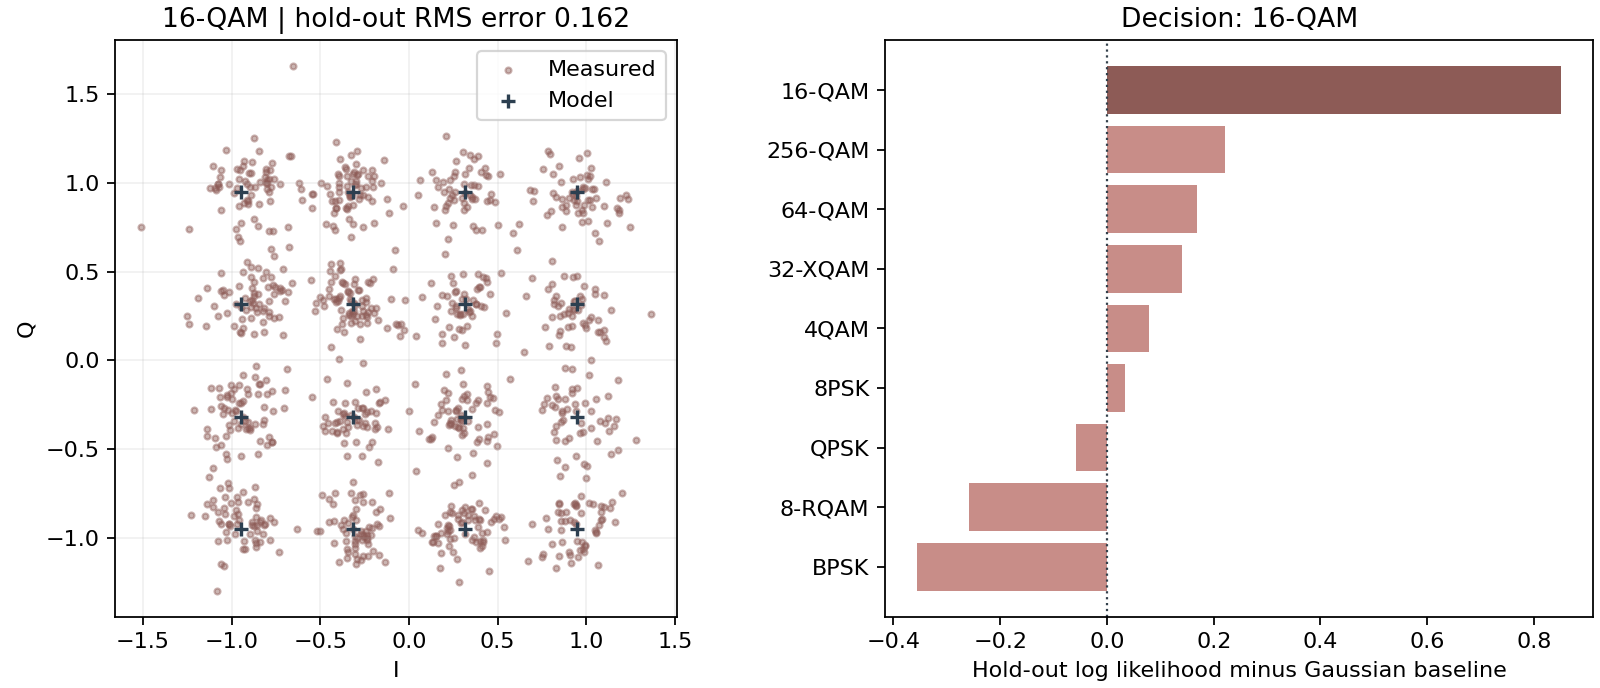 16-QAM | hold-out RMS error 0.162
Measured
Model
Q
1.5
1.0
0.5
0.0
−0.5
−1.0
−1.5
−1.0
−0.5
0.0
0.5
1.0
1.5
I
Decision: 16-QAM
16-QAM
256-QAM
64-QAM
32-XQAM
4QAM
8PSK
QPSK
8-RQAM
BPSK
−0.4
−0.2
0.0
0.2
0.4
0.6
0.8
Hold-out log likelihood minus Gaussian baseline